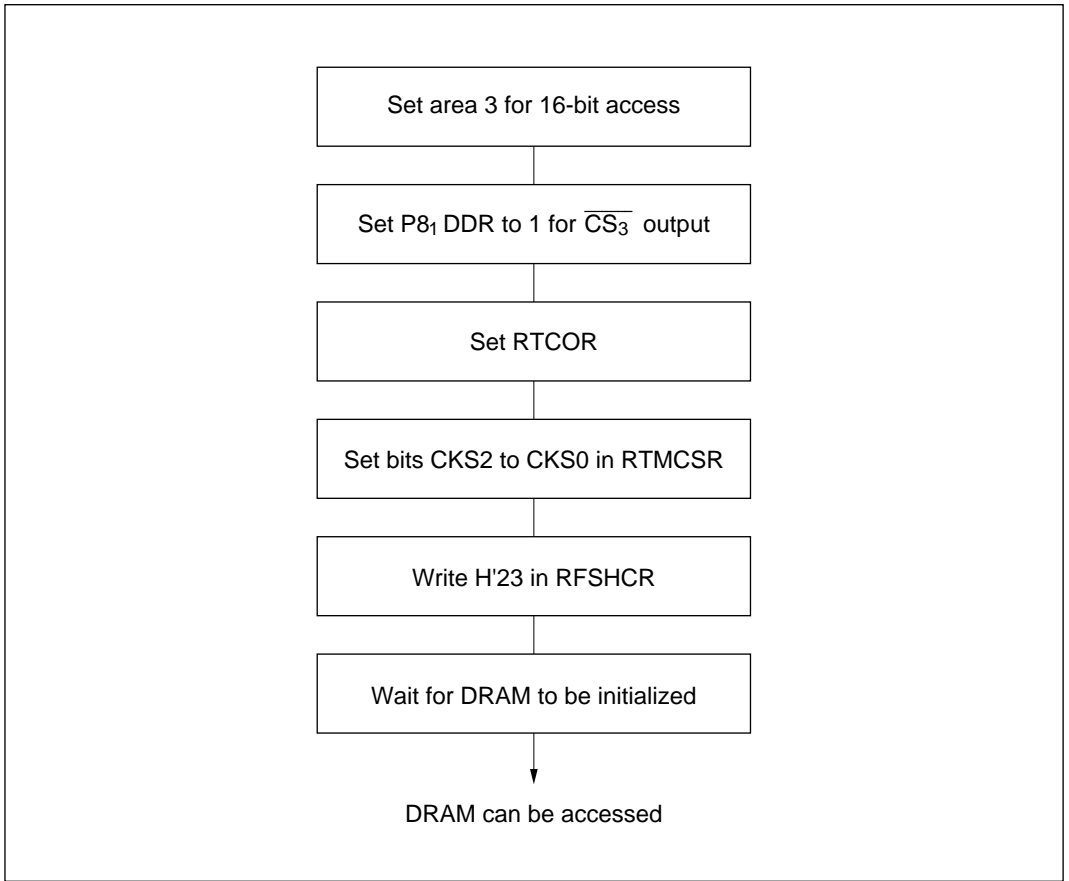 Set area 3 for 16-bit access
Set P8₁ DDR to 1 for C̅S̅₃̅ output
Set RTCOR
Set bits CKS2 to CKS0 in RTMCSR
Write H'23 in RFSHCR
Wait for DRAM to be initialized
DRAM can be accessed